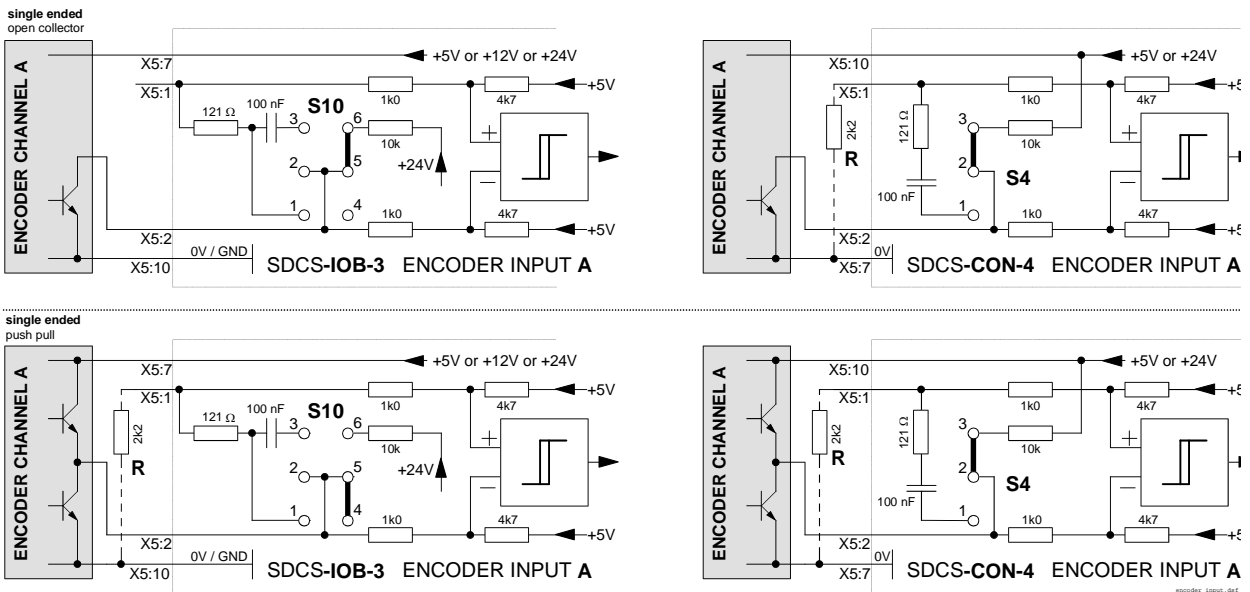 single ended
open collector
ENCODER CHANNEL A
X5:7
+5V or +12V or +24V
X5:1
1k0
4k7
+5V
121 Ω
100 nF
S10
3
6
10k
+24V
2
5
+
–
1
4
1k0
4k7
+5V
X5:2
0V / GND
X5:10
SDCS-IOB-3 ENCODER INPUT A
ENCODER CHANNEL A
X5:10
+5V or +24V
X5:1
1k0
4k7
+5
2k2
R
121 Ω
100 nF
3
10k
2
S4
1
+
–
1k0
4k7
+5
X5:2
0V
X5:7
SDCS-CON-4 ENCODER INPUT A
single ended
push pull
ENCODER CHANNEL A
X5:7
+5V or +12V or +24V
X5:1
1k0
4k7
+5V
2k2
R
121 Ω
100 nF
S10
3
6
10k
+24V
2
5
+
–
1
4
1k0
4k7
+5V
X5:2
0V / GND
X5:10
SDCS-IOB-3 ENCODER INPUT A
ENCODER CHANNEL A
X5:10
+5V or +24V
X5:1
1k0
4k7
+5
2k2
R
121 Ω
100 nF
3
10k
2
S4
1
+
–
1k0
4k7
+5
X5:2
0V
X5:7
SDCS-CON-4 ENCODER INPUT A
encoder input.dsf